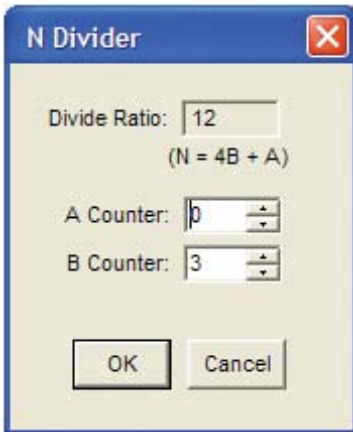 N Divider
Divide Ratio: 12
(N = 4B + A)
A Counter: 0
B Counter: 3
OK Cancel